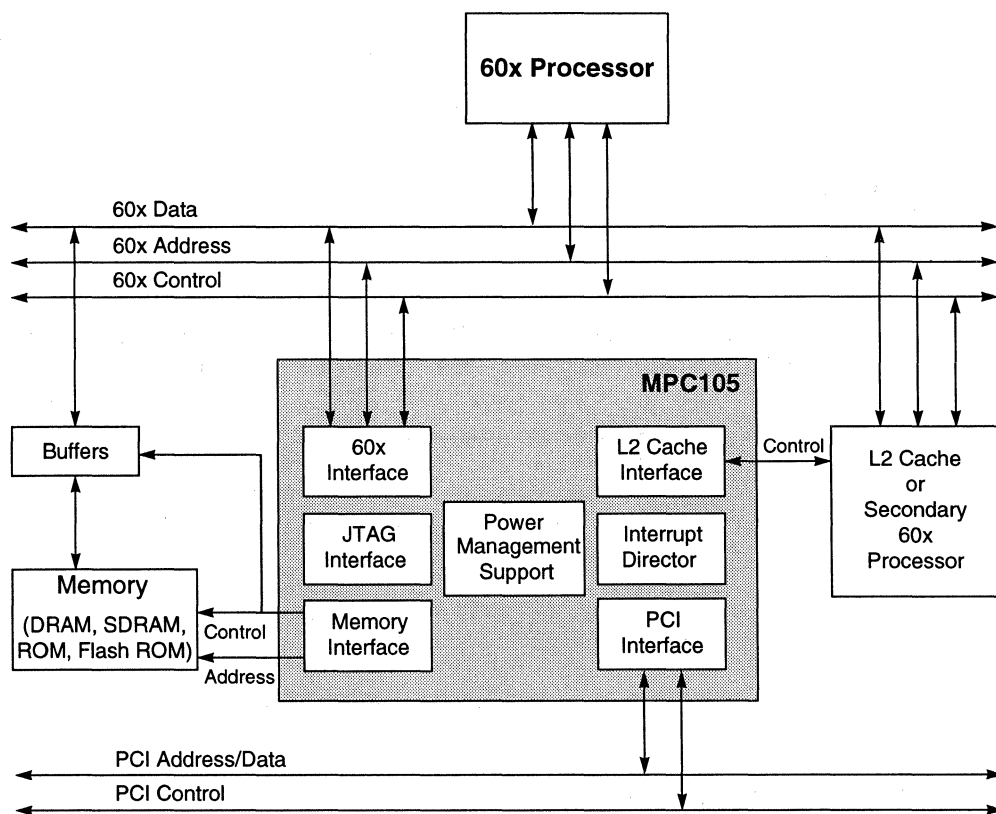 60x Processor
60x Data
60x Address
60x Control
MPC105
Buffers
60x
Interface
L2 Cache
Interface
Control
L2 Cache
or
Secondary
60x
Processor
JTAG
Interface
Power
Management
Support
Interrupt
Director
Memory
(DRAM, SDRAM,
ROM, Flash ROM)
Control
Address
Memory
Interface
PCI
Interface
PCI Address/Data
PCI Control